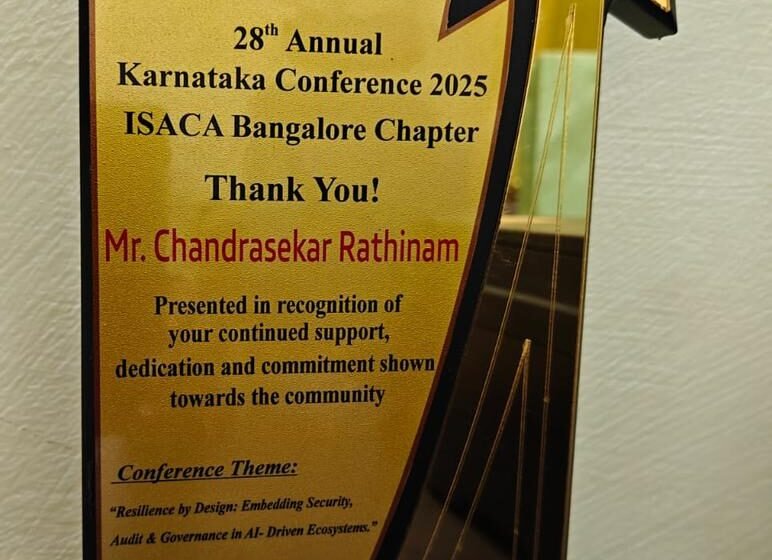 28th Annual
Karnataka Conference 2025
ISACA Bangalore Chapter
Thank You!
Mr. Chandrasekar Rathinam
Presented in recognition of
your continued support,
dedication and commitment shown
towards the community
Conference Theme:
“Resilience by Design: Embedding Security,
Audit & Governance in AI- Driven Ecosystems.”